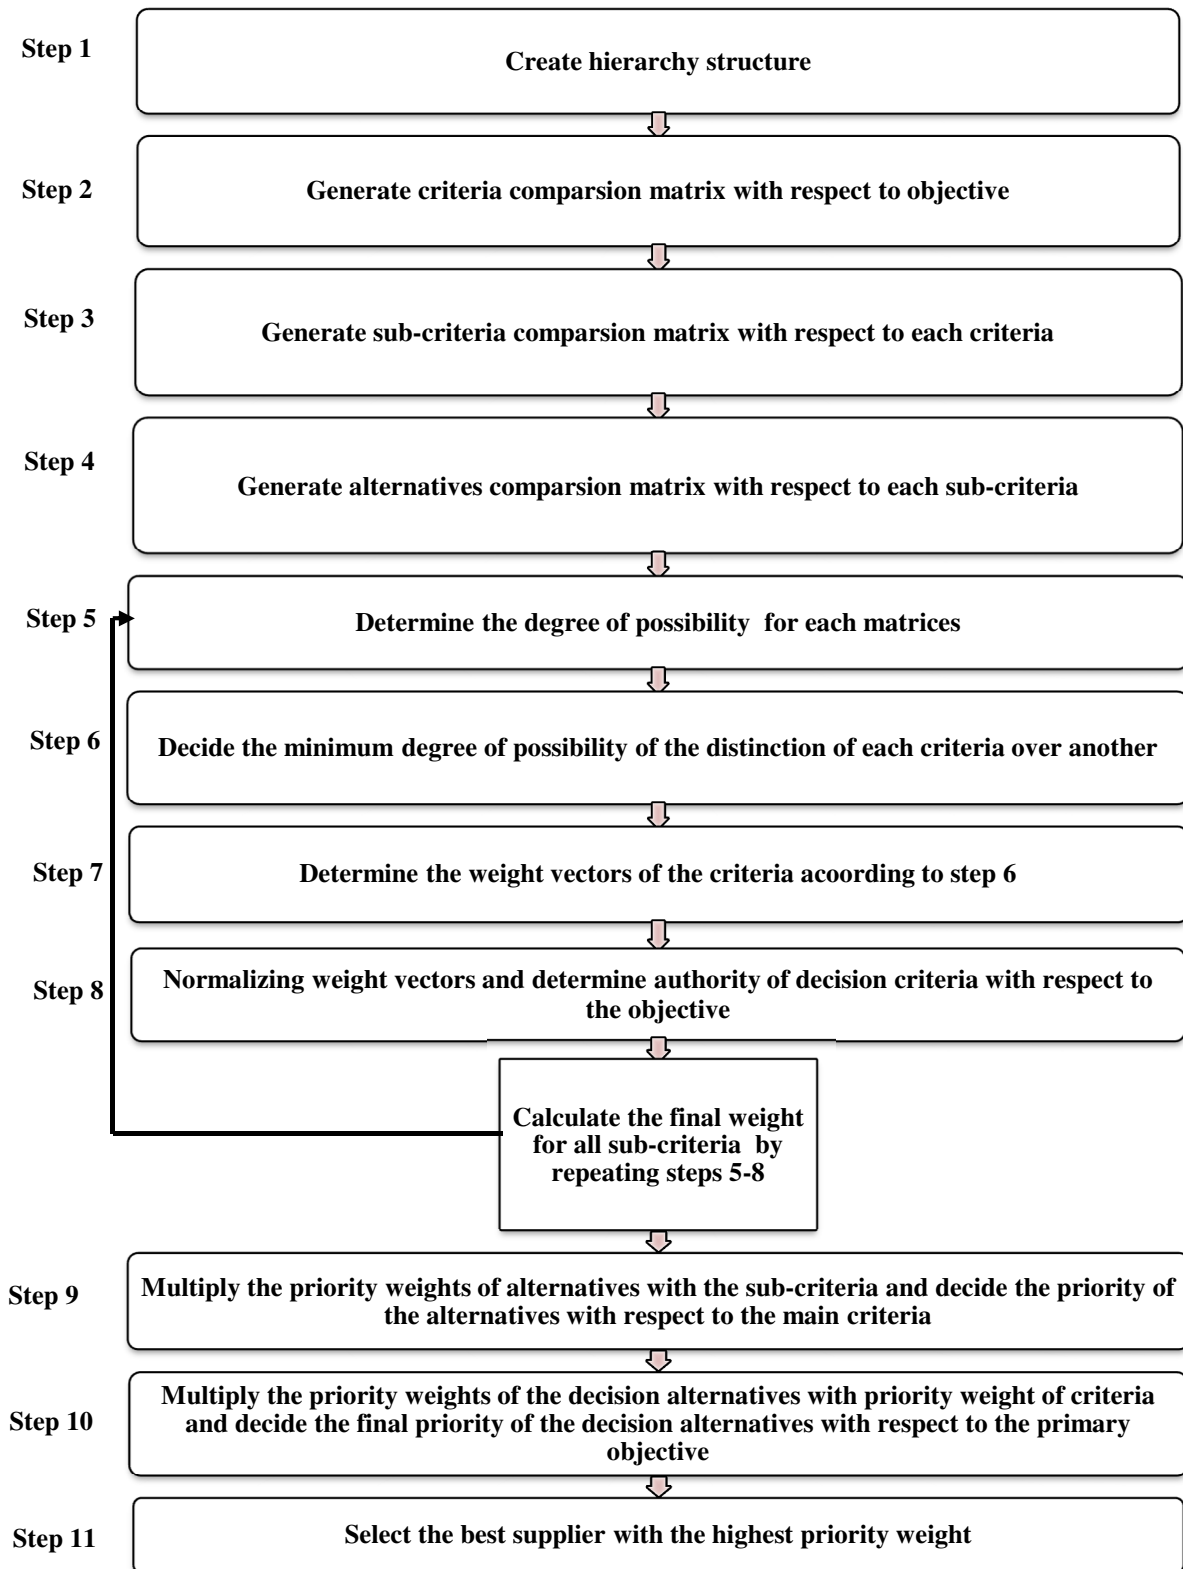 Step 1
Create hierarchy structure
Step 2
Generate criteria comparsion matrix with respect to objective
Step 3
Generate sub-criteria comparsion matrix with respect to each criteria
Step 4
Generate alternatives comparsion matrix with respect to each sub-criteria
Step 5
Determine the degree of possibility for each matrices
Step 6
Decide the minimum degree of possibility of the distinction of each criteria over another
Step 7
Determine the weight vectors of the criteria acoording to step 6
Step 8
Normalizing weight vectors and determine authority of decision criteria with respect to
the objective
Calculate the final weight
for all sub-criteria by
repeating steps 5-8
Step 9
Multiply the priority weights of alternatives with the sub-criteria and decide the priority of
the alternatives with respect to the main criteria
Step 10
Multiply the priority weights of the decision alternatives with priority weight of criteria
and decide the final priority of the decision alternatives with respect to the primary
objective
Step 11
Select the best supplier with the highest priority weight